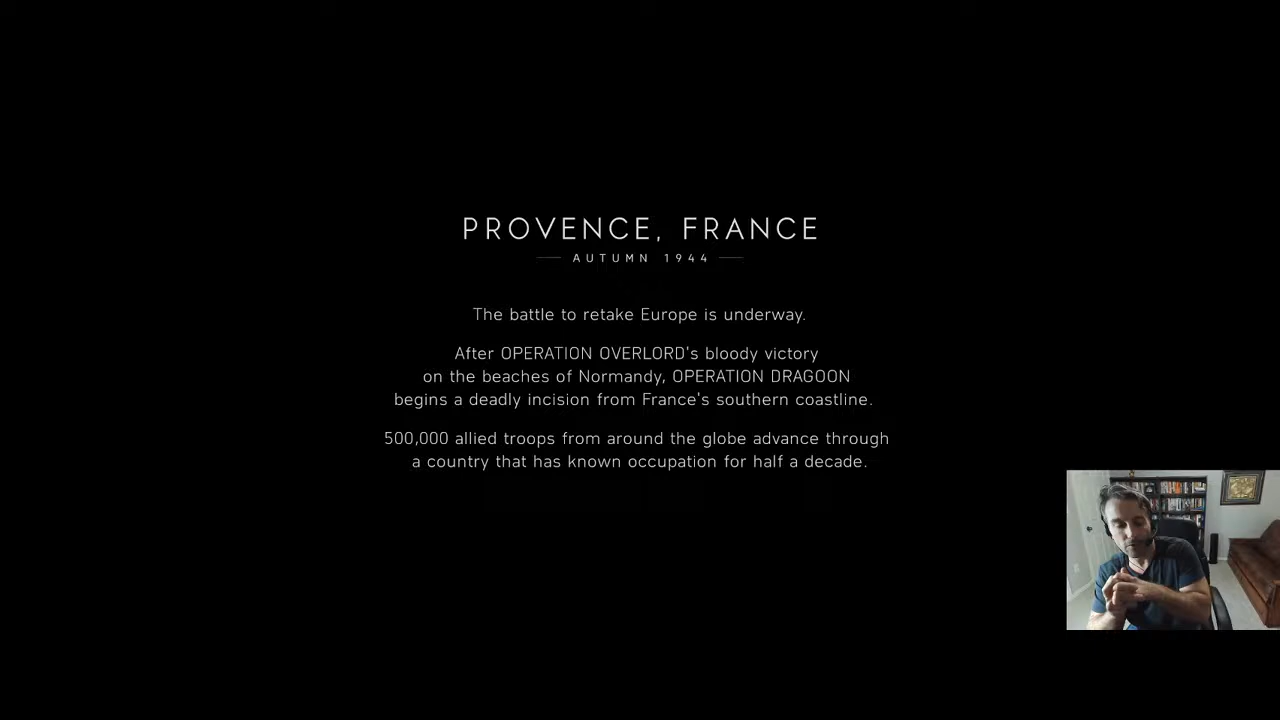 PROVENCE, FRANCE
AUTUMN 1944
The battle to retake Europe is underway.
After OPERATION OVERLORD's bloody victory
on the beaches of Normandy, OPERATION DRAGOON
begins a deadly incision from France's southern coastline.
500,000 allied troops from around the globe advance through
a country that has known occupation for half a decade.